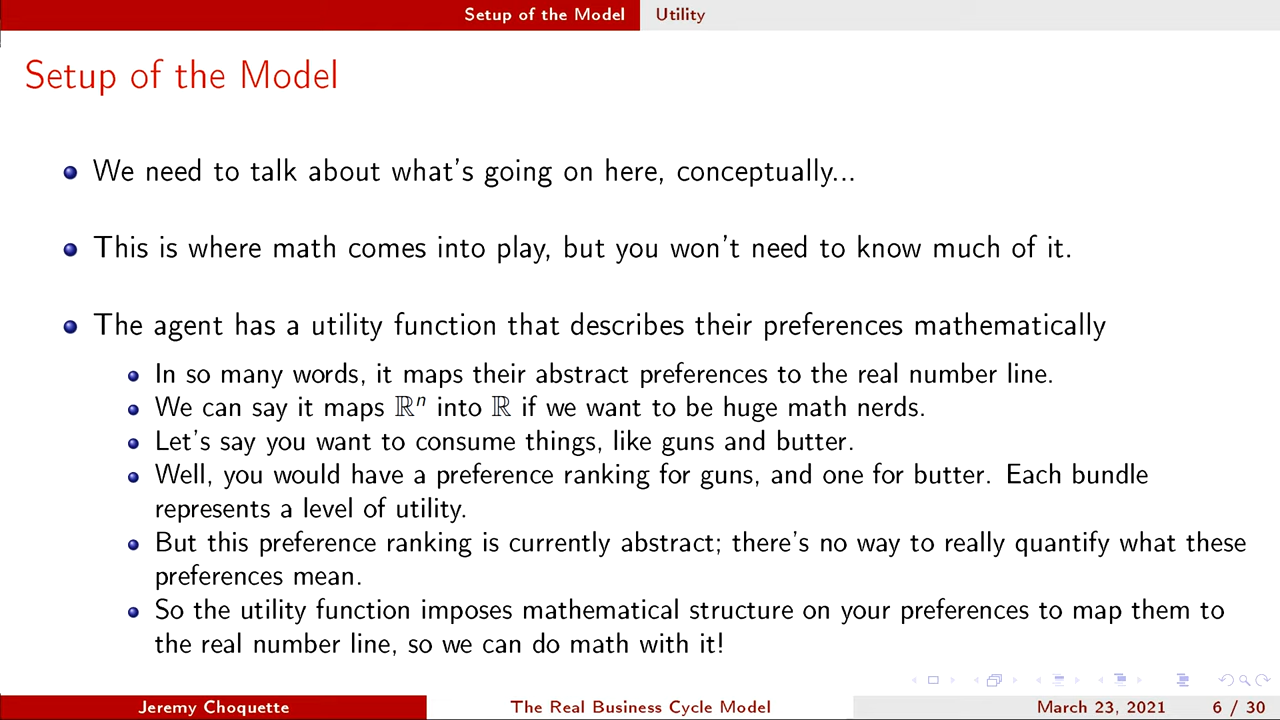 Setup of the Model Utility
Setup of the Model
We need to talk about what's going on here, conceptually...
This is where math comes into play, but you won't need to know much of it.
The agent has a utility function that describes their preferences mathematically
In so many words, it maps their abstract preferences to the real number line.
We can say it maps ℝⁿ into ℝ if we want to be huge math nerds.
Let's say you want to consume things, like guns and butter.
Well, you would have a preference ranking for guns, and one for butter. Each bundle
represents a level of utility.
But this preference ranking is currently abstract; there's no way to really quantify what these
preferences mean.
So the utility function imposes mathematical structure on your preferences to map them to
the real number line, so we can do math with it!
Jeremy Choquette The Real Business Cycle Model March 23, 2021 6 / 30